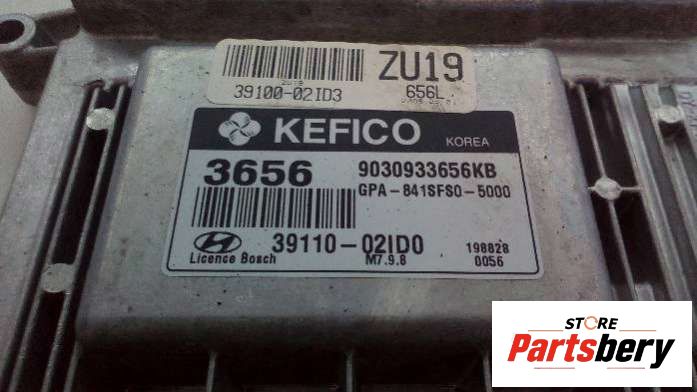 ZU19
39100-02ID3
656L
KEFICO
KOREA
3656
9030933656KB
GPA-841SFS0-5000
39110-02ID0
198828
Licence Bosch
M7.9.8
0056
STORE
Partsbery